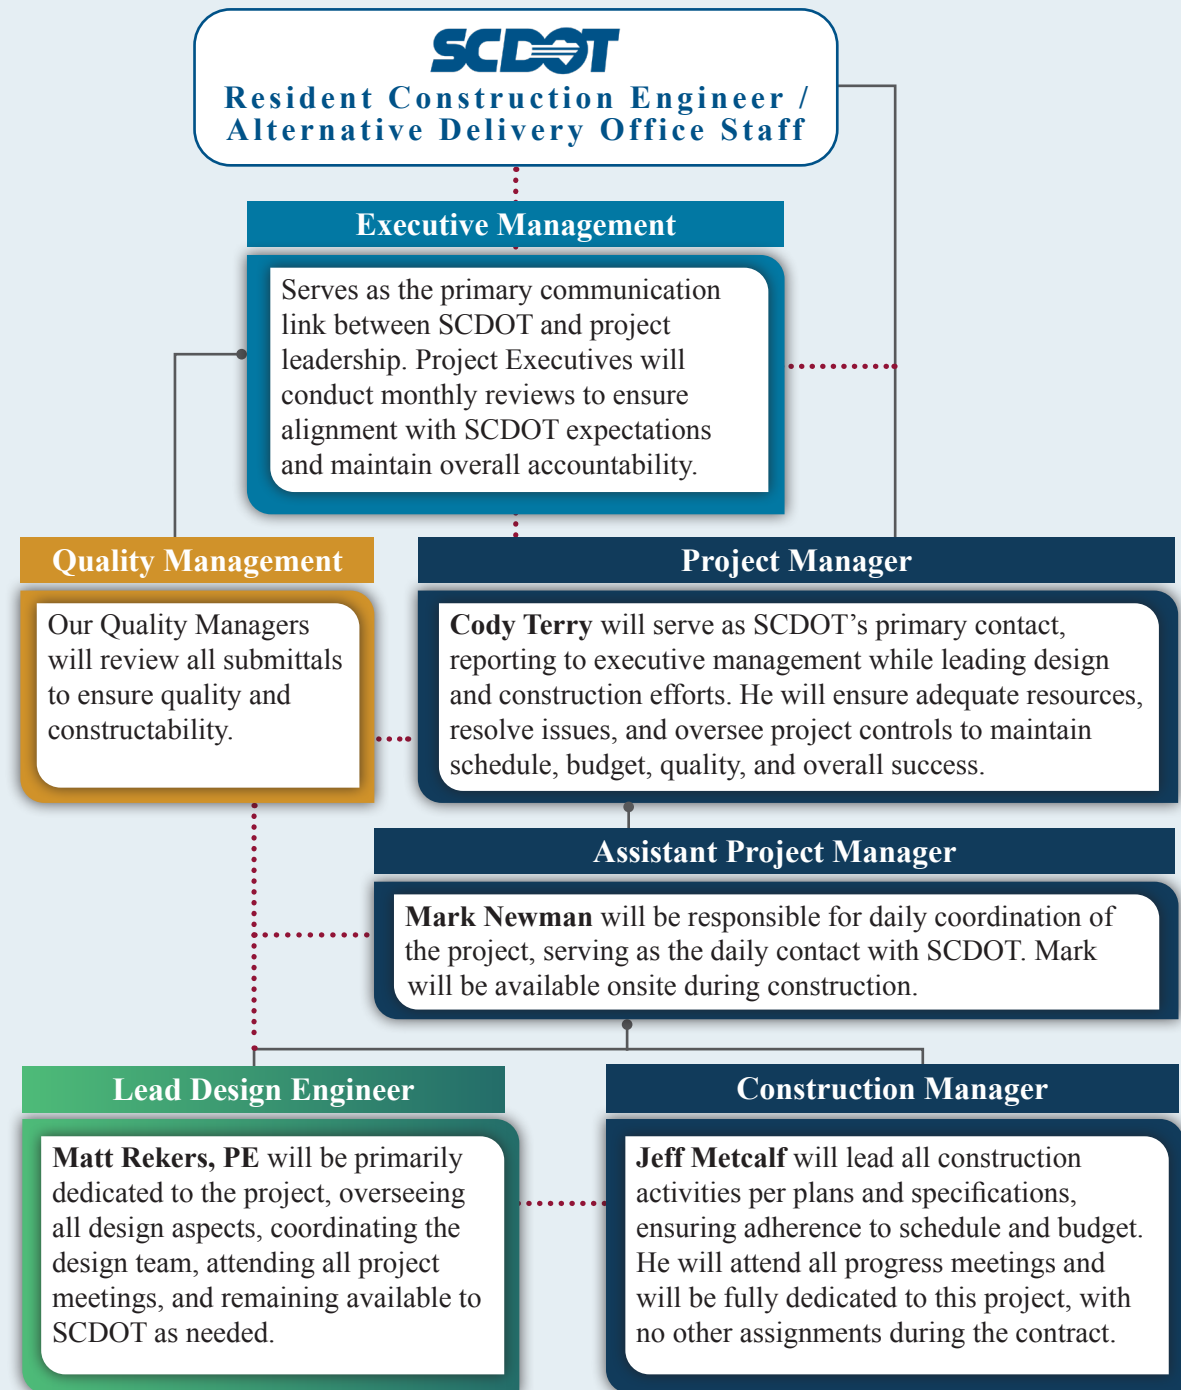 SCDOT
Resident Construction Engineer /
Alternative Delivery Office Staff
Executive Management
Serves as the primary communication
link between SCDOT and project
leadership. Project Executives will
conduct monthly reviews to ensure
alignment with SCDOT expectations
and maintain overall accountability.
Quality Management
Our Quality Managers
will review all submittals
to ensure quality and
constructability.
Project Manager
Cody Terry will serve as SCDOT’s primary contact,
reporting to executive management while leading design
and construction efforts. He will ensure adequate resources,
resolve issues, and oversee project controls to maintain
schedule, budget, quality, and overall success.
Assistant Project Manager
Mark Newman will be responsible for daily coordination of
the project, serving as the daily contact with SCDOT. Mark
will be available onsite during construction.
Lead Design Engineer
Matt Rekers, PE will be primarily
dedicated to the project, overseeing
all design aspects, coordinating the
design team, attending all project
meetings, and remaining available to
SCDOT as needed.
Construction Manager
Jeff Metcalf will lead all construction
activities per plans and specifications,
ensuring adherence to schedule and budget.
He will attend all progress meetings and
will be fully dedicated to this project, with
no other assignments during the contract.